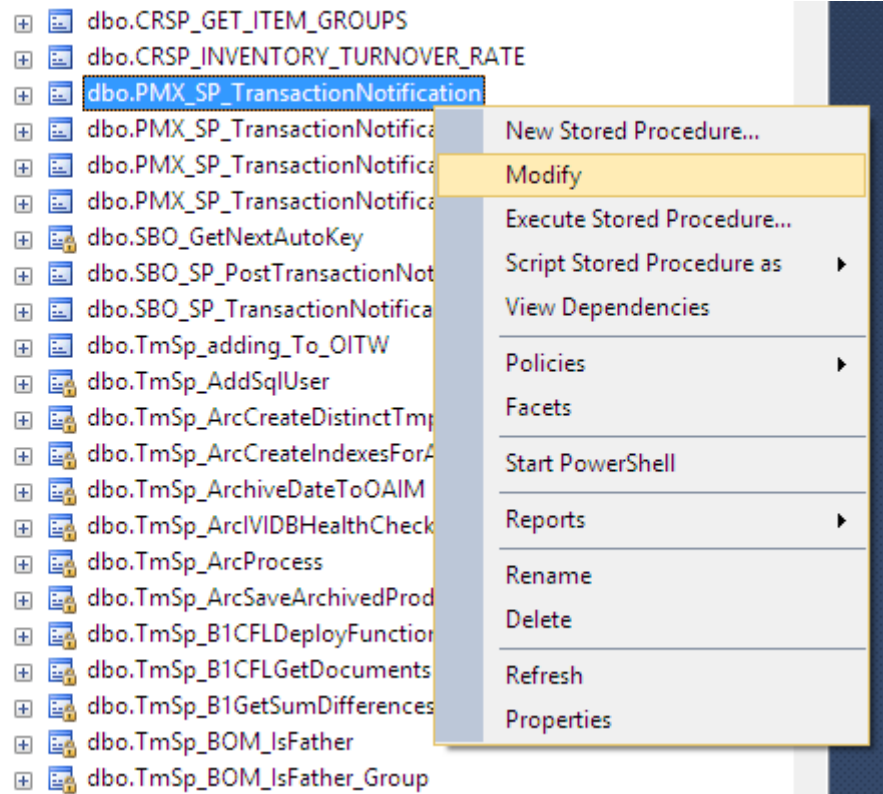 dbo.CRSP_GET_ITEM_GROUPS
dbo.CRSP_INVENTORY_TURNOVER_RATE
dbo.PMX_SP_TransactionNotification
dbo.PMX_SP_TransactionNotifica
dbo.PMX_SP_TransactionNotifica
dbo.PMX_SP_TransactionNotifica
dbo.SBO_GetNextAutoKey
dbo.SBO_SP_PostTransactionNot
dbo.SBO_SP_TransactionNotifica
dbo.TmSp_adding_To_OITW
dbo.TmSp_AddSqlUser
dbo.TmSp_ArcCreateDistinctTmp
dbo.TmSp_ArcCreateIndexesForA
dbo.TmSp_ArchiveDateToOAIM
dbo.TmSp_ArcIVIDBHealthCheck
dbo.TmSp_ArcProcess
dbo.TmSp_ArcSaveArchivedProd
dbo.TmSp_B1CFLDeployFunction
dbo.TmSp_B1CFLGetDocuments
dbo.TmSp_B1GetSumDifferences
dbo.TmSp_BOM_IsFather
dbo.TmSp_BOM_IsFather_Group
New Stored Procedure...
Modify
Execute Stored Procedure...
Script Stored Procedure as
View Dependencies
Policies
Facets
Start PowerShell
Reports
Rename
Delete
Refresh
Properties